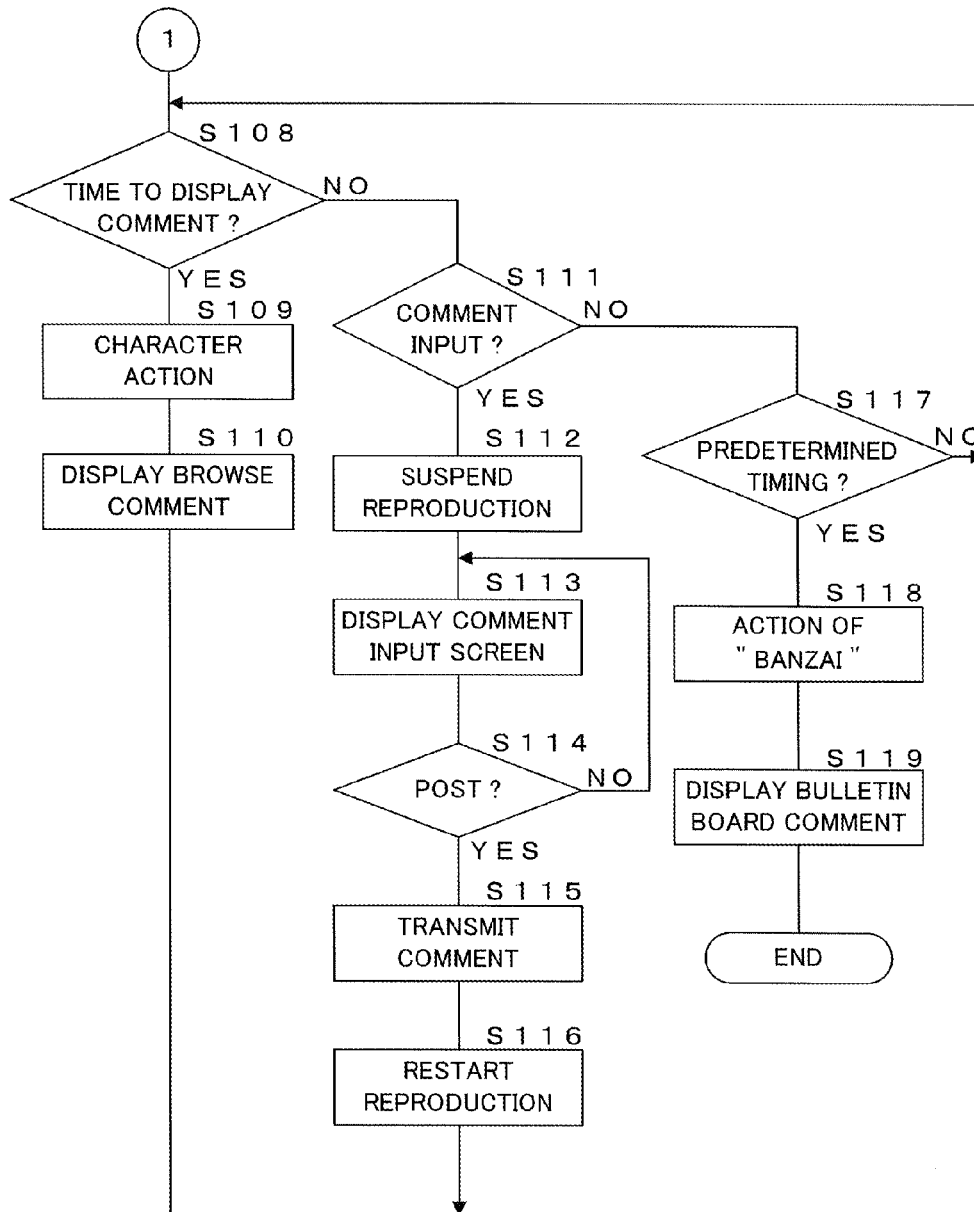 1
S108
TIME TO DISPLAY
COMMENT ?
NO
YES
S109
CHARACTER
ACTION
S110
DISPLAY BROWSE
COMMENT
S111
COMMENT
INPUT ?
NO
YES
S112
SUSPEND
REPRODUCTION
S113
DISPLAY COMMENT
INPUT SCREEN
S114
POST ?
NO
YES
S115
TRANSMIT
COMMENT
S116
RESTART
REPRODUCTION
S117
PREDETERMINED
TIMING ?
NO
YES
S118
ACTION OF
" BANZAI "
S119
DISPLAY BULLETIN
BOARD COMMENT
END